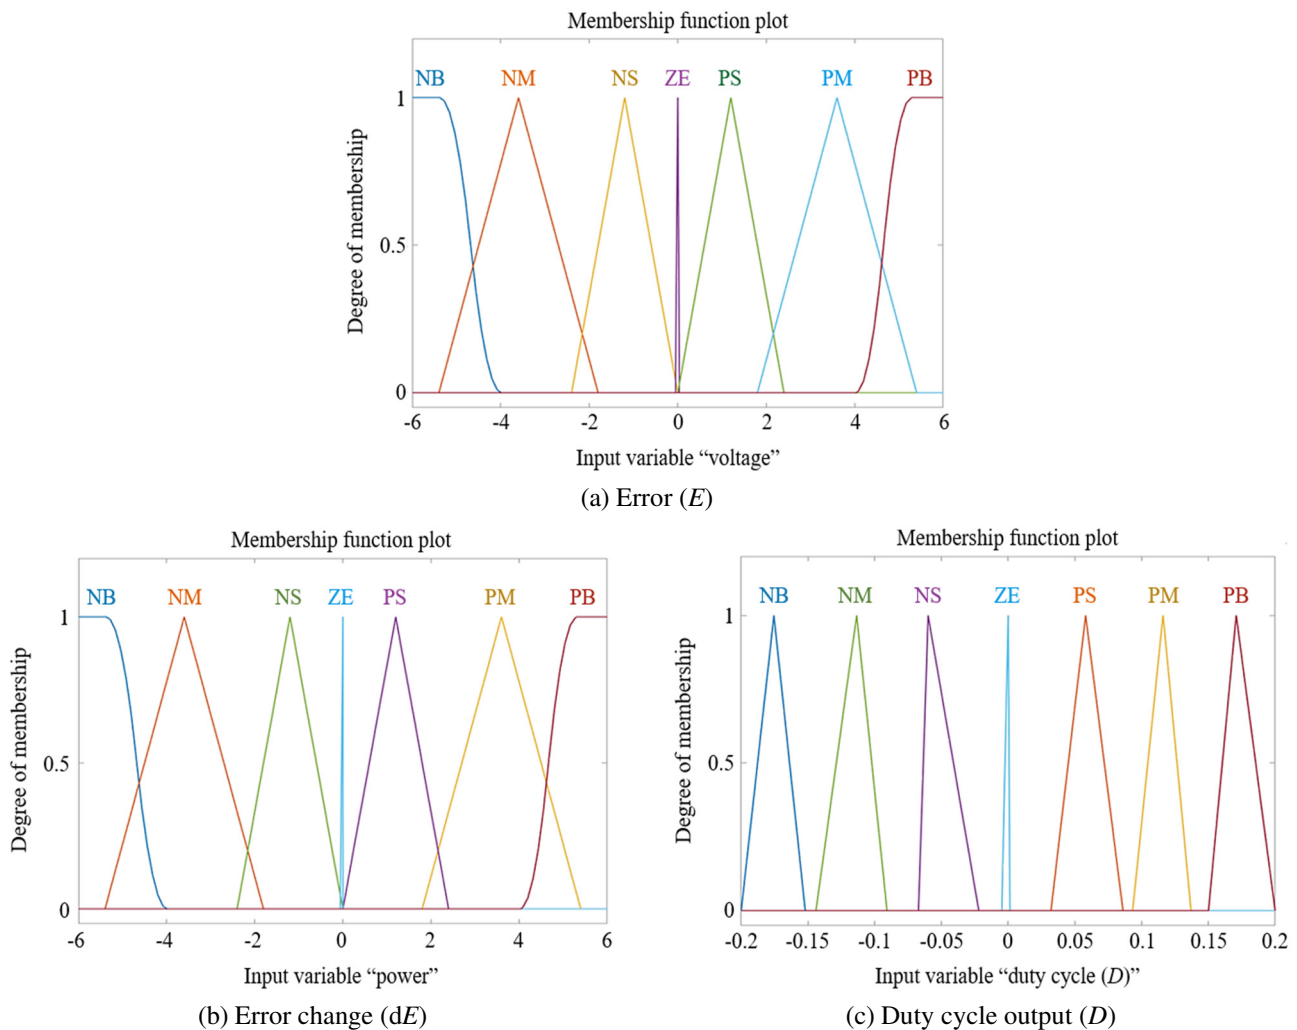 Membership function plot
NB NM NS ZE PS PM PB
1
0.5
0
Degree of membership
-6 -4 -2 0 2 4 6
Input variable “voltage”
(a) Error (E)
Membership function plot
NB NM NS ZE PS PM PB
1
0.5
0
Degree of membership
-6 -4 -2 0 2 4 6
Input variable “power”
(b) Error change (dE)
Membership function plot
NB NM NS ZE PS PM PB
1
0.5
0
Degree of membership
-0.2 -0.15 -0.1 -0.05 0 0.05 0.1 0.15 0.2
Input variable “duty cycle (D)”
(c) Duty cycle output (D)